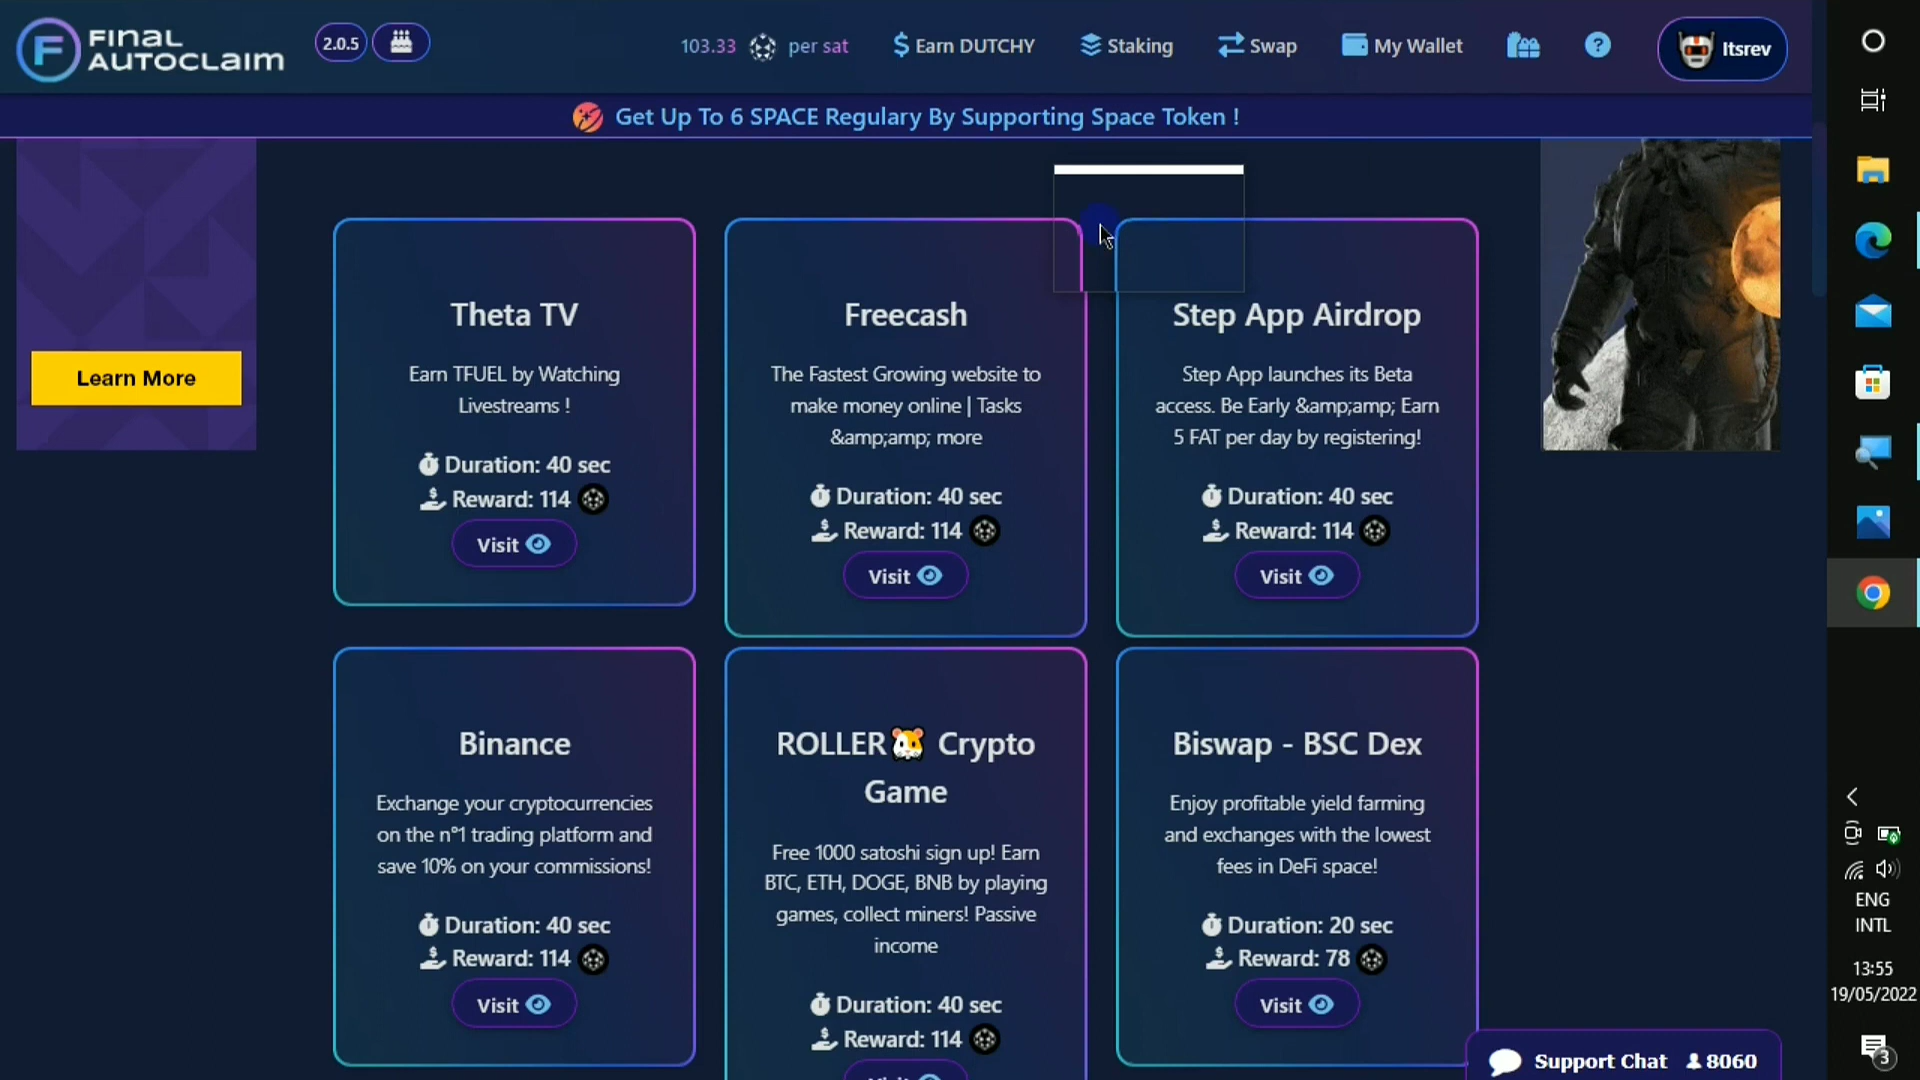 FINAL
AUTOCLAIM
2.0.5
103.33 per sat
Earn DUTCHY
Staking
Swap
My Wallet
?
Itsrev
Get Up To 6 SPACE Regulary By Supporting Space Token !
Learn More
Theta TV
Earn TFUEL by Watching
Livestreams !
Duration: 40 sec
Reward: 114
Visit
Freecash
The Fastest Growing website to
make money online | Tasks
&amp;amp; more
Duration: 40 sec
Reward: 114
Visit
Step App Airdrop
Step App launches its Beta
access. Be Early &amp;amp; Earn
5 FAT per day by registering!
Duration: 40 sec
Reward: 114
Visit
Binance
Exchange your cryptocurrencies
on the n°1 trading platform and
save 10% on your commissions!
Duration: 40 sec
Reward: 114
Visit
ROLLER🐹 Crypto
Game
Free 1000 satoshi sign up! Earn
BTC, ETH, DOGE, BNB by playing
games, collect miners! Passive
income
Duration: 40 sec
Reward: 114
Visit
Biswap - BSC Dex
Enjoy profitable yield farming
and exchanges with the lowest
fees in DeFi space!
Duration: 20 sec
Reward: 78
Visit
Support Chat 8060
ENG
INTL
13:55
19/05/2022
3